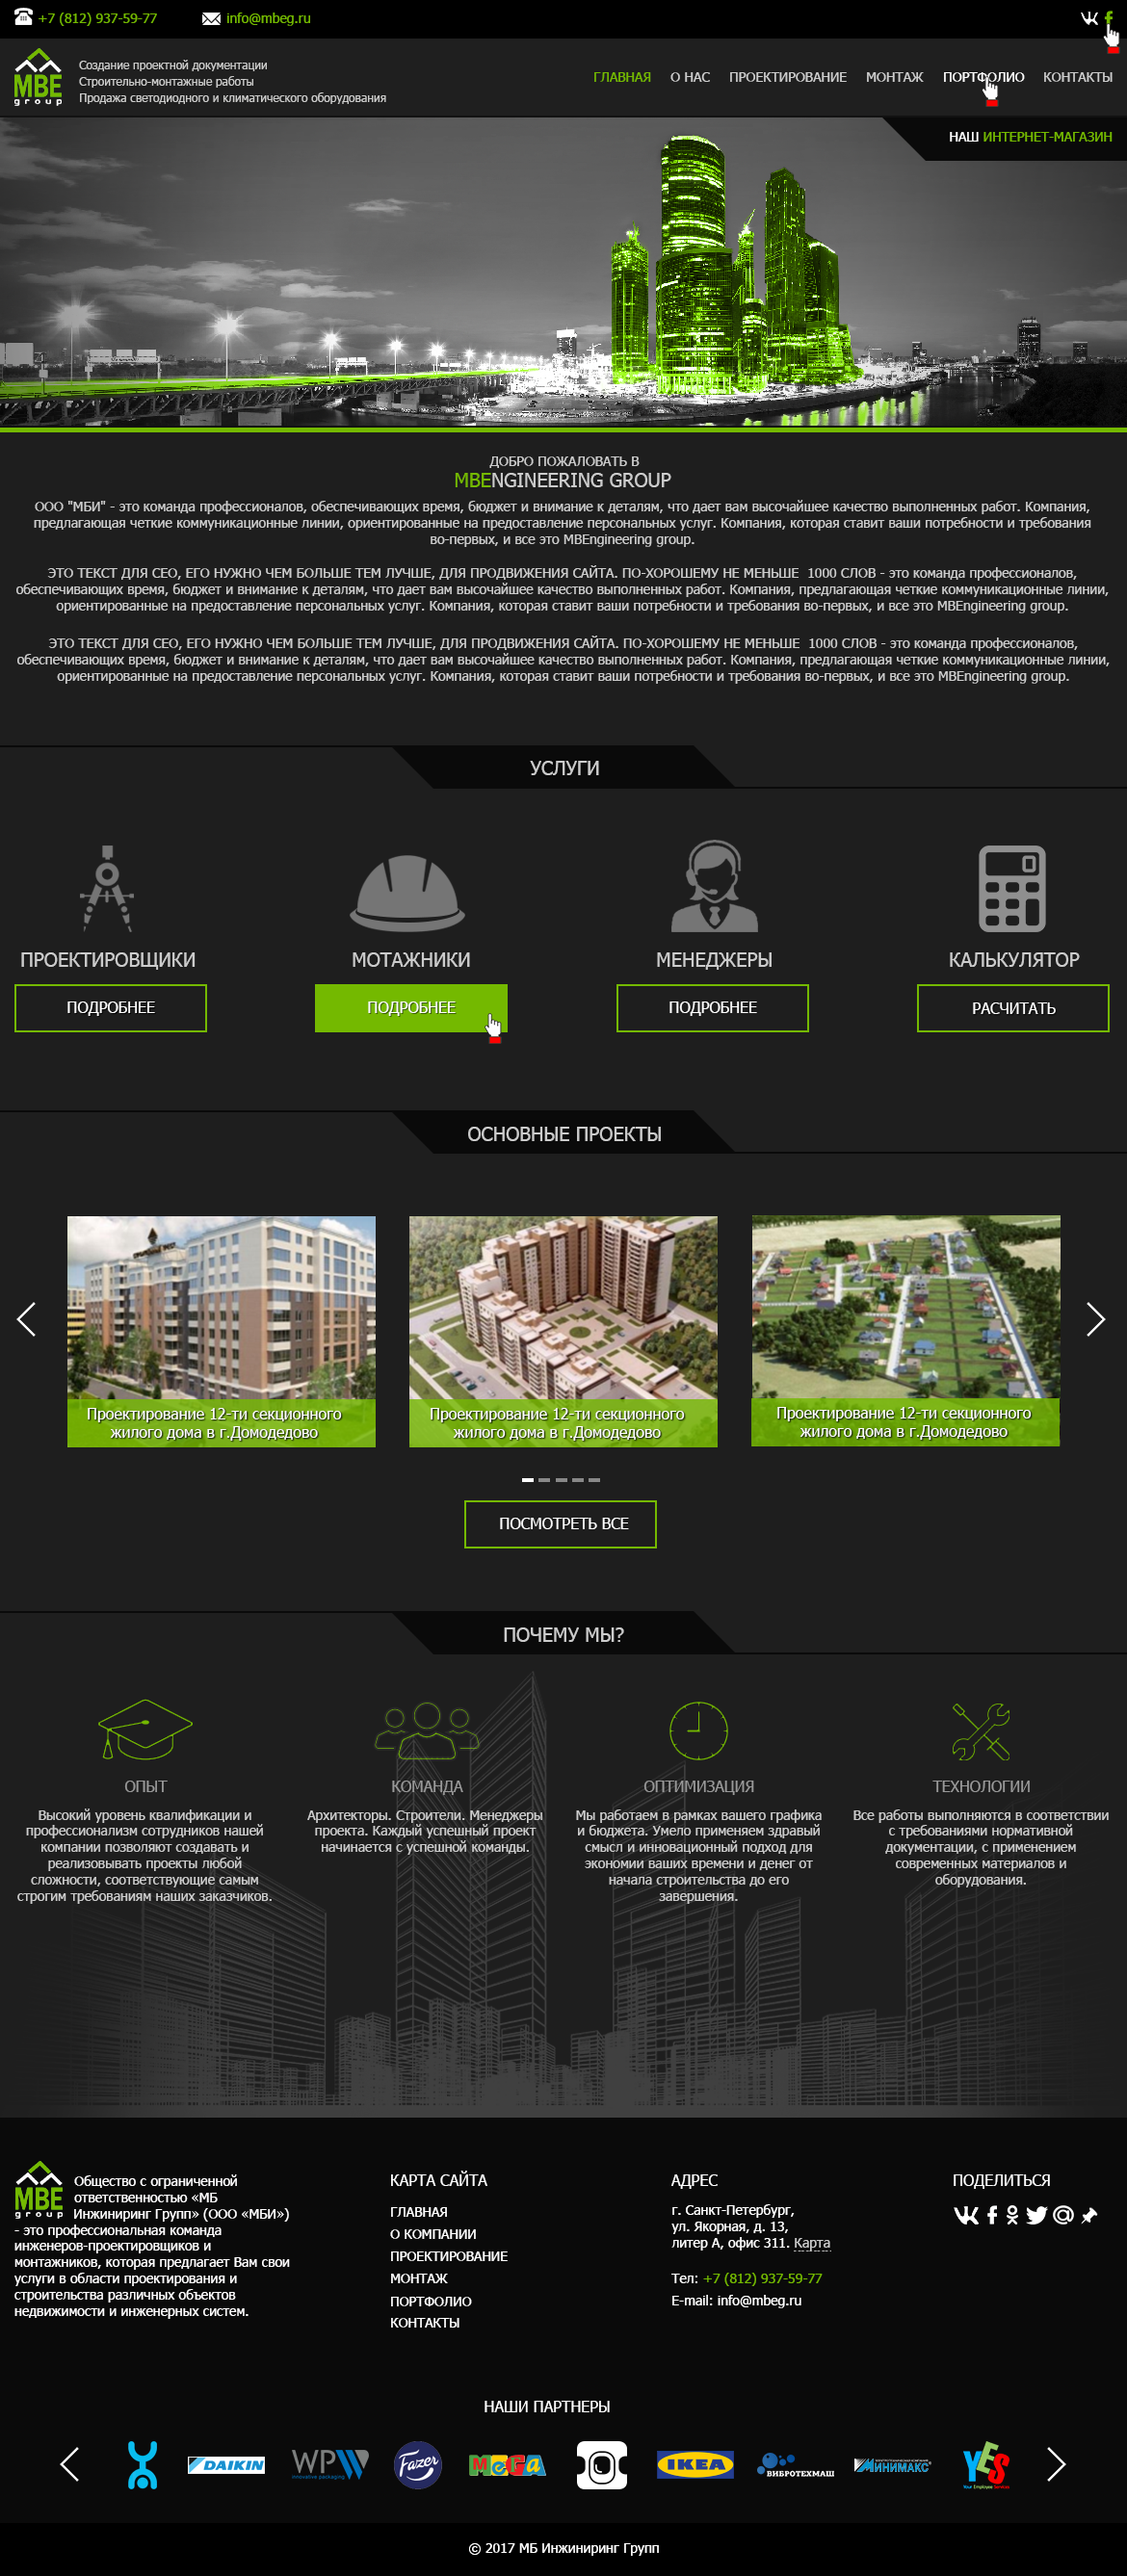 +7 (812) 937-59-77
info@mbeg.ru
MBE
group
Создание проектной документации
Строительно-монтажные работы
Продажа светодиодного и климатического оборудования
ГЛАВНАЯ О НАС ПРОЕКТИРОВАНИЕ МОНТАЖ ПОРТФОЛИО КОНТАКТЫ
НАШ ИНТЕРНЕТ-МАГАЗИН
ДОБРО ПОЖАЛОВАТЬ В
MBENGINEERING GROUP
ООО "МБИ" - это команда профессионалов, обеспечивающих время, бюджет и внимание к деталям, что дает вам высочайшее качество выполненных работ. Компания,
предлагающая четкие коммуникационные линии, ориентированные на предоставление персональных услуг. Компания, которая ставит ваши потребности и требования
во-первых, и все это MBEngineering group.
ЭТО ТЕКСТ ДЛЯ СЕО, ЕГО НУЖНО ЧЕМ БОЛЬШЕ ТЕМ ЛУЧШЕ, ДЛЯ ПРОДВИЖЕНИЯ САЙТА. ПО-ХОРОШЕМУ НЕ МЕНЬШЕ 1000 СЛОВ - это команда профессионалов,
обеспечивающих время, бюджет и внимание к деталям, что дает вам высочайшее качество выполненных работ. Компания, предлагающая четкие коммуникационные линии,
ориентированные на предоставление персональных услуг. Компания, которая ставит ваши потребности и требования во-первых, и все это MBEngineering group.
ЭТО ТЕКСТ ДЛЯ СЕО, ЕГО НУЖНО ЧЕМ БОЛЬШЕ ТЕМ ЛУЧШЕ, ДЛЯ ПРОДВИЖЕНИЯ САЙТА. ПО-ХОРОШЕМУ НЕ МЕНЬШЕ 1000 СЛОВ - это команда профессионалов,
обеспечивающих время, бюджет и внимание к деталям, что дает вам высочайшее качество выполненных работ. Компания, предлагающая четкие коммуникационные линии,
ориентированные на предоставление персональных услуг. Компания, которая ставит ваши потребности и требования во-первых, и все это MBEngineering group.
УСЛУГИ
ПРОЕКТИРОВЩИКИ
ПОДРОБНЕЕ
МОТАЖНИКИ
ПОДРОБНЕЕ
МЕНЕДЖЕРЫ
ПОДРОБНЕЕ
КАЛЬКУЛЯТОР
РАСЧИТАТЬ
ОСНОВНЫЕ ПРОЕКТЫ
Проектирование 12-ти секционного
жилого дома в г.Домодедово
Проектирование 12-ти секционного
жилого дома в г.Домодедово
Проектирование 12-ти секционного
жилого дома в г.Домодедово
ПОСМОТРЕТЬ ВСЕ
ПОЧЕМУ МЫ?
ОПЫТ
Высокий уровень квалификации и
профессионализм сотрудников нашей
компании позволяют создавать и
реализовывать проекты любой
сложности, соответствующие самым
строгим требованиям наших заказчиков.
КОМАНДА
Архитекторы. Строители. Менеджеры
проекта. Каждый успешный проект
начинается с успешной команды.
ОПТИМИЗАЦИЯ
Мы работаем в рамках вашего графика
и бюджета. Умело применяем здравый
смысл и инновационный подход для
экономии ваших времени и денег от
начала строительства до его
завершения.
ТЕХНОЛОГИИ
Все работы выполняются в соответствии
с требованиями нормативной
документации, с применением
современных материалов и
оборудования.
MBE
group
Общество с ограниченной
ответственностью «МБ
Инжиниринг Групп» (ООО «МБИ»)
- это профессиональная команда
инженеров-проектировщиков и
монтажников, которая предлагает Вам свои
услуги в области проектирования и
строительства различных объектов
недвижимости и инженерных систем.
КАРТА САЙТА
ГЛАВНАЯ
О КОМПАНИИ
ПРОЕКТИРОВАНИЕ
МОНТАЖ
ПОРТФОЛИО
КОНТАКТЫ
АДРЕС
г. Санкт-Петербург,
ул. Якорная, д. 13,
литер А, офис 311. Карта
Тел: +7 (812) 937-59-77
E-mail: info@mbeg.ru
ПОДЕЛИТЬСЯ
НАШИ ПАРТНЕРЫ
DAIKIN
WPW
innovative packaging
Fazer
MEGA
IKEA
ВИБРОТЕХМАШ
МИНИМАКС
YES
Your Employee Services
© 2017 МБ Инжиниринг Групп